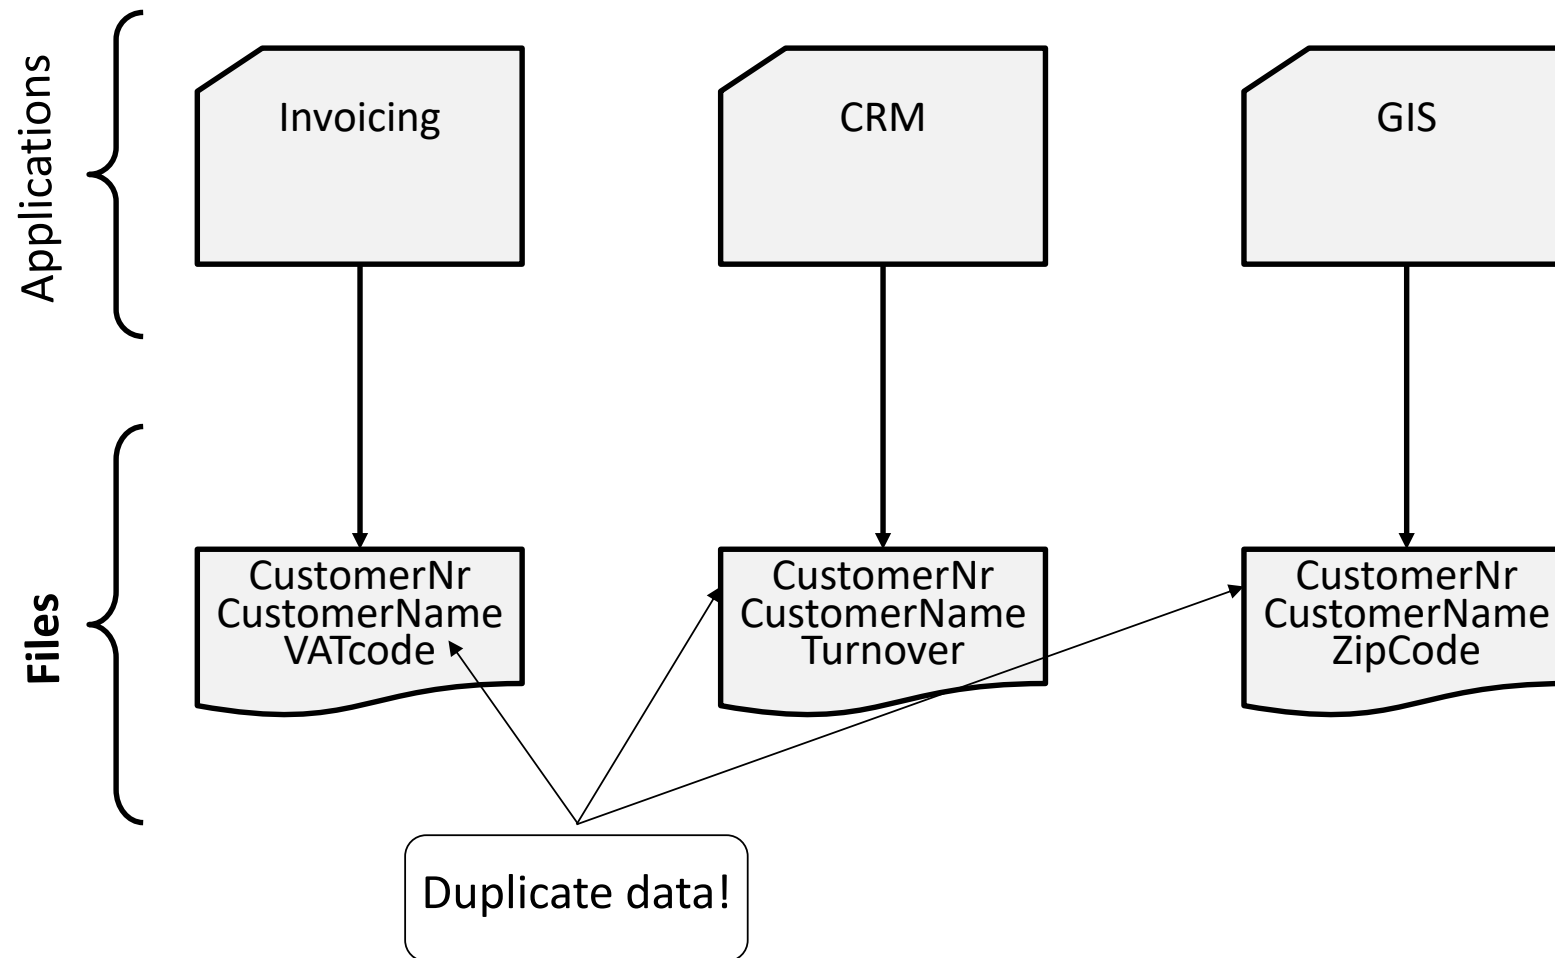 Applications
Invoicing
CRM
GIS
Files
CustomerNr
CustomerName
VATcode
CustomerNr
CustomerName
Turnover
CustomerNr
CustomerName
ZipCode
Duplicate data!